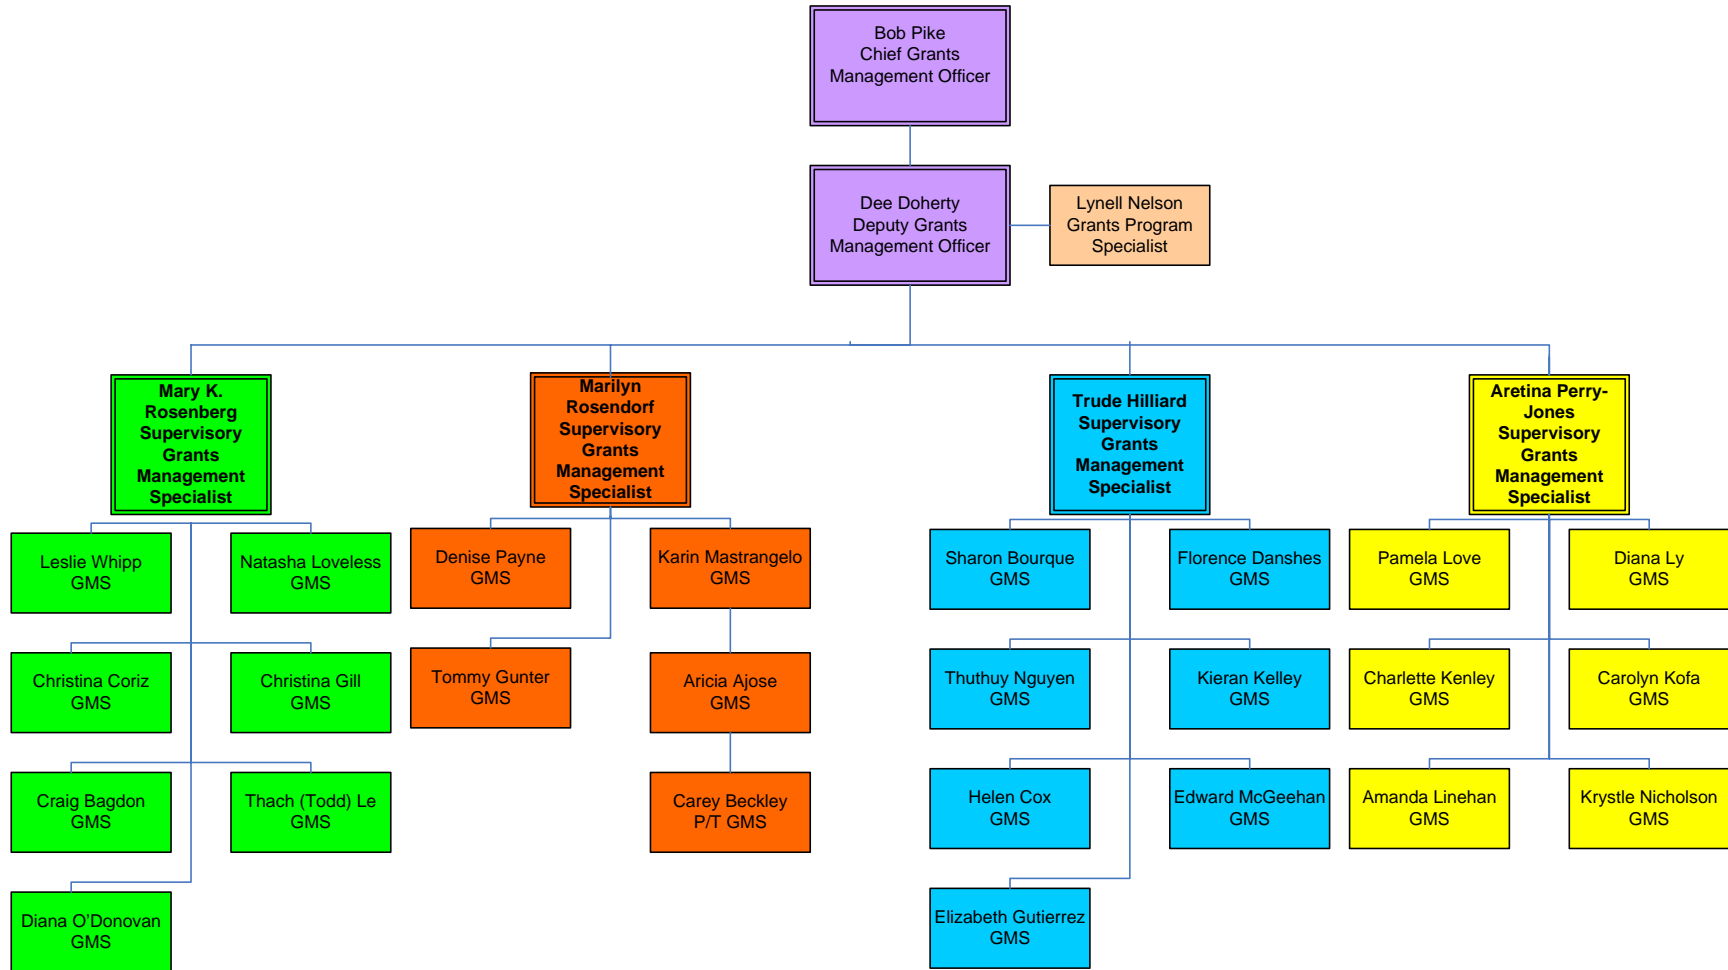 Bob Pike
Chief Grants
Management Officer
Dee Doherty
Deputy Grants
Management Officer
Lynell Nelson
Grants Program
Specialist
Mary K.
Rosenberg
Supervisory
Grants
Management
Specialist
Marilyn
Rosendorf
Supervisory
Grants
Management
Specialist
Trude Hilliard
Supervisory
Grants
Management
Specialist
Aretina Perry-
Jones
Supervisory
Grants
Management
Specialist
Leslie Whipp
GMS
Natasha Loveless
GMS
Denise Payne
GMS
Karin Mastrangelo
GMS
Sharon Bourque
GMS
Florence Danshes
GMS
Pamela Love
GMS
Diana Ly
GMS
Christina Coriz
GMS
Christina Gill
GMS
Tommy Gunter
GMS
Aricia Ajose
GMS
Thuthuy Nguyen
GMS
Kieran Kelley
GMS
Charlette Kenley
GMS
Carolyn Kofa
GMS
Craig Bagdon
GMS
Thach (Todd) Le
GMS
Carey Beckley
P/T GMS
Helen Cox
GMS
Edward McGeehan
GMS
Amanda Linehan
GMS
Krystle Nicholson
GMS
Diana O'Donovan
GMS
Elizabeth Gutierrez
GMS